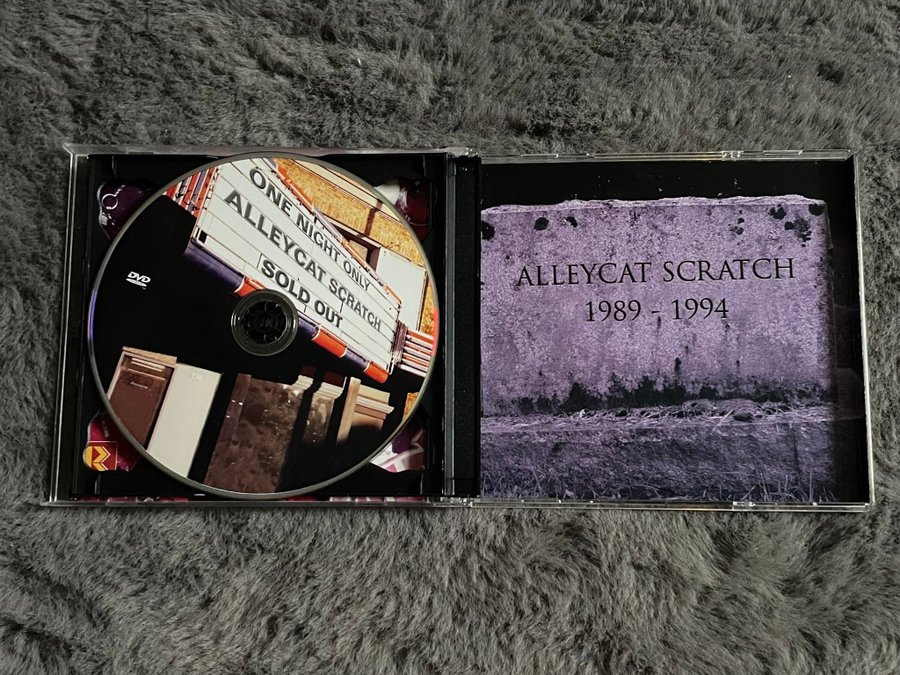 ONE NIGHT ONLY
ALLEYCAT SCRATCH
SOLD OUT
DVD
ALLEYCAT SCRATCH
1989 - 1994